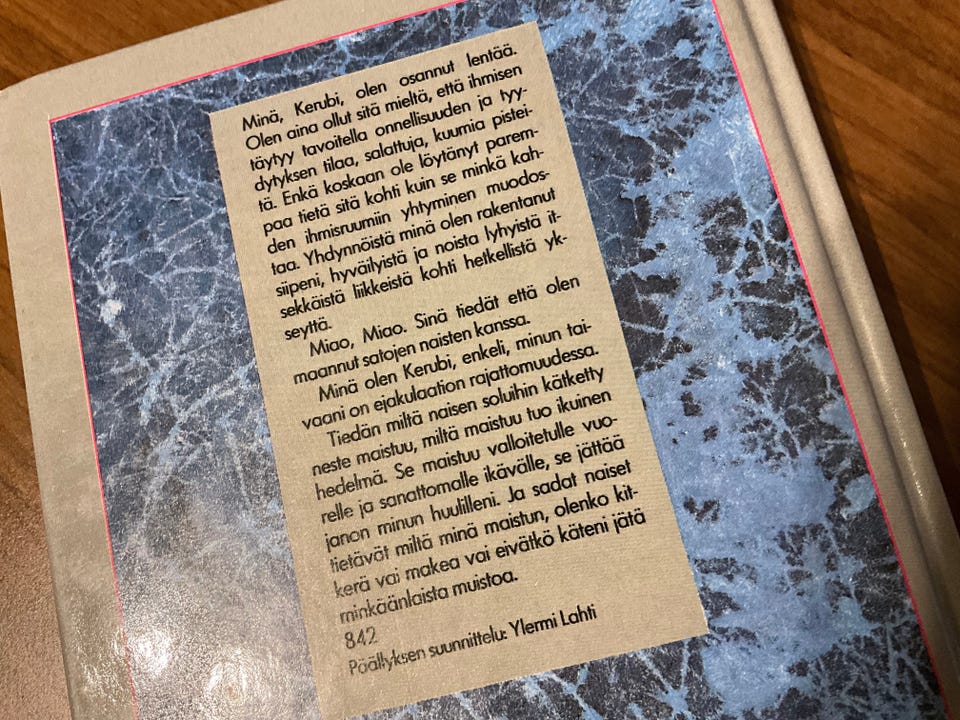 Minä, Kerubi, olen osannut lentää.
Olen aina ollut sitä mieltä, että ihmisen
täytyy tavoitella onnellisuuden ja tyy-
dytyksen tilaa, salattuja, kuumia pistei-
tä. Enkä koskaan ole löytänyt parem-
paa tietä sitä kohti kuin se minkä kah-
den ihmisruumiin yhtyminen muodos-
taa. Yhdynnöistä minä olen rakentanut
siipeni, hyväilyistä ja noista lyhyistä it-
sekkäistä liikkeistä kohti hetkellistä yk-
seyttä.
Miao, Miao. Sinä tiedät että olen
maannut satojen naisten kanssa.
Minä olen Kerubi, enkeli, minun tai-
vaani on ejakulaation rajattomuudessa.
Tiedän miltä naisen soluihin kätketty
neste maistuu, miltä maistuu tuo ikuinen
hedelmä. Se maistuu valloitetulle vuo-
relle ja sanattomalle ikävälle, se jättää
janon minun huulilleni. Ja sadat naiset
tietävät miltä minä maistun, olenko kit-
kerä vai makea vai eivätkö käteni jätä
minkäänlaista muistoa.
842
Päällyksen suunnittelu: Ylermi Lahti